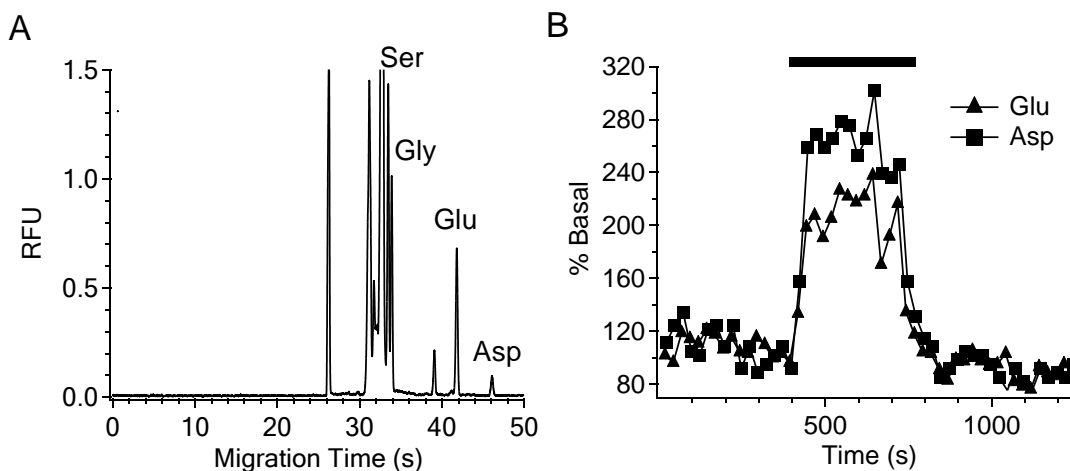 A
RFU
1.5
1.0
0.5
0.0
Ser
Gly
Glu
Asp
0 10 20 30 40 50
Migration Time (s)
B
% Basal
320
280
240
200
160
120
80
Glu
Asp
500 1000
Time (s)